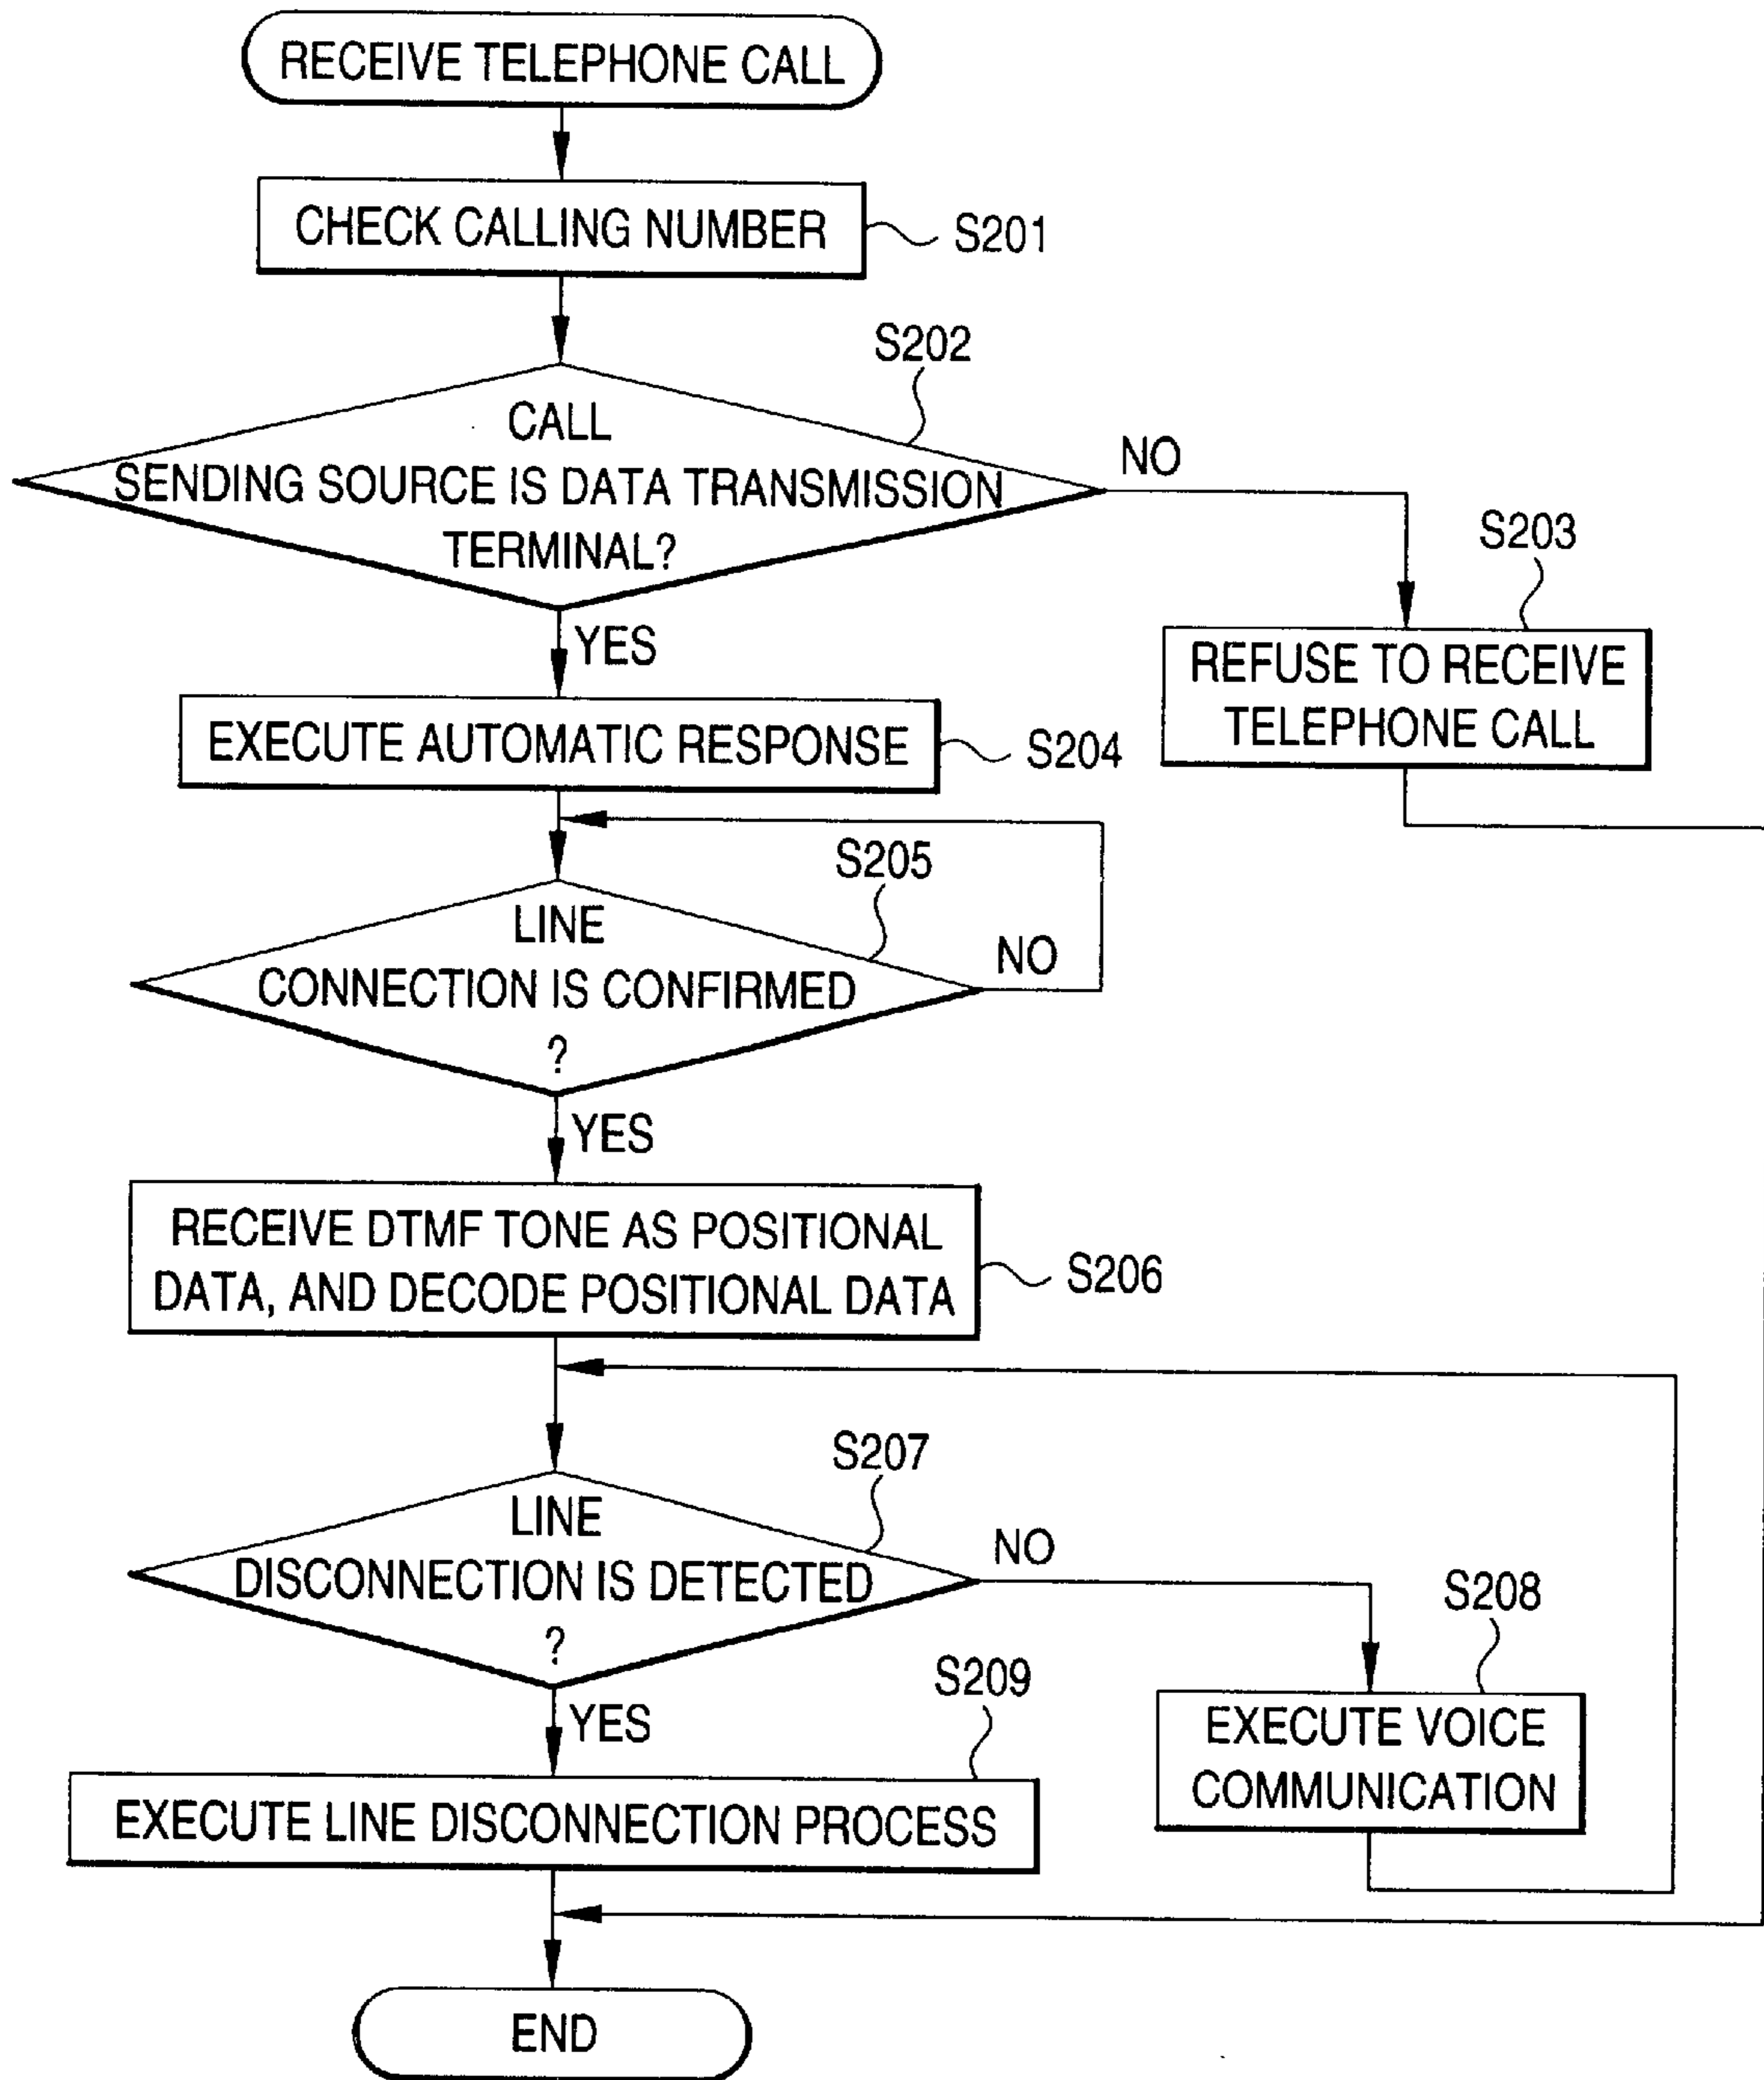 RECEIVE TELEPHONE CALL
CHECK CALLING NUMBER
S201
S202
CALL
SENDING SOURCE IS DATA TRANSMISSION
TERMINAL?
NO
YES
S203
REFUSE TO RECEIVE
TELEPHONE CALL
EXECUTE AUTOMATIC RESPONSE
S204
S205
LINE
CONNECTION IS CONFIRMED
?
NO
YES
RECEIVE DTMF TONE AS POSITIONAL
DATA, AND DECODE POSITIONAL DATA
S206
S207
LINE
DISCONNECTION IS DETECTED
?
NO
YES
S208
EXECUTE VOICE
COMMUNICATION
S209
EXECUTE LINE DISCONNECTION PROCESS
END